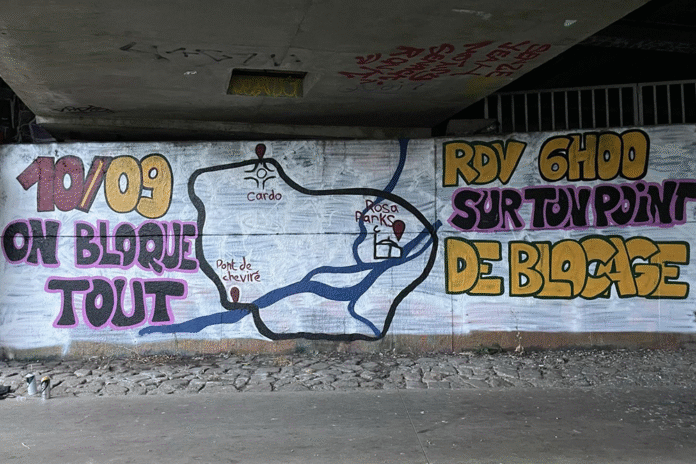 10/09
ON BLOQUE
TOUT
Cardo
Rosa
Parks
Pont de
cheviré
RDV 6H00
SUR TON POINT
DE BLOCAGE